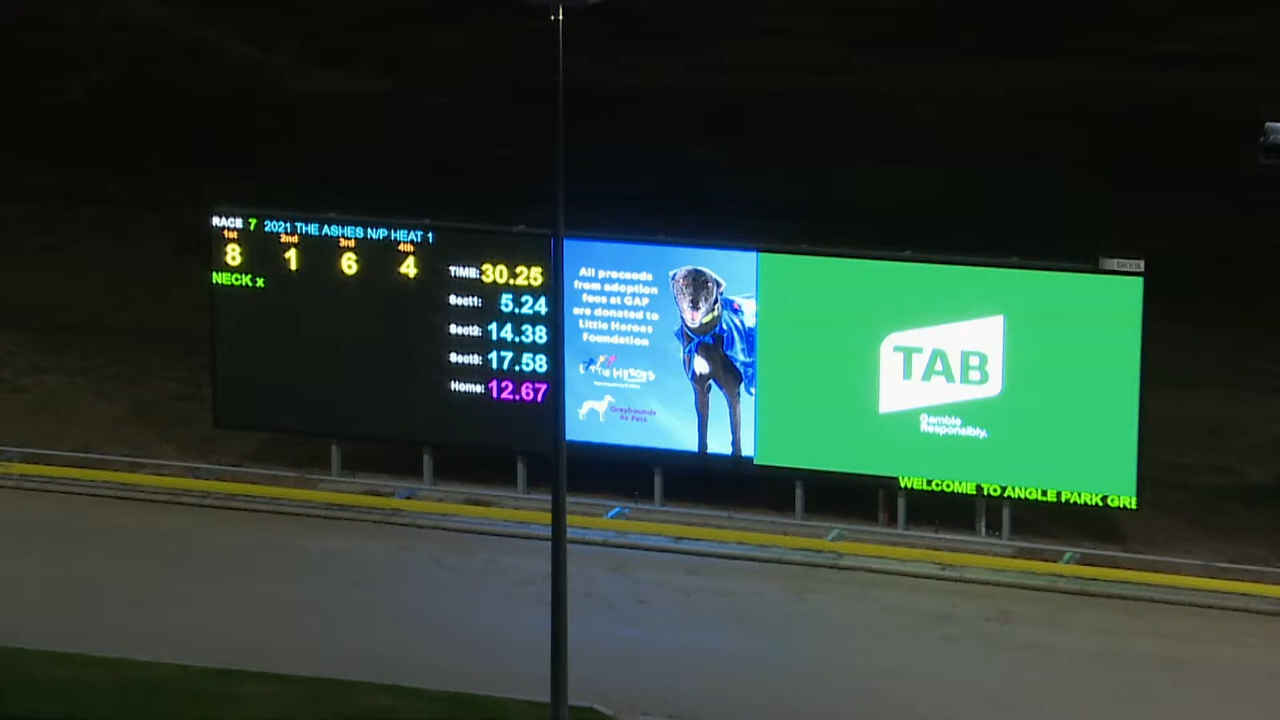 RACE 7 2021 THE ASHES N/P HEAT 1
1st 2nd 3rd 4th
8 1 6 4
NECK x
TIME: 30.25
Sect1: 5.24
Sect2: 14.38
Sect3: 17.58
Home: 12.67
All proceeds
from adoption
fees at GAP
are donated to
Little Heroes
Foundation
LITTLE HEROES
Greyhounds
As Pets
TAB
Gamble
Responsibly.
WELCOME TO ANGLE PARK GRE